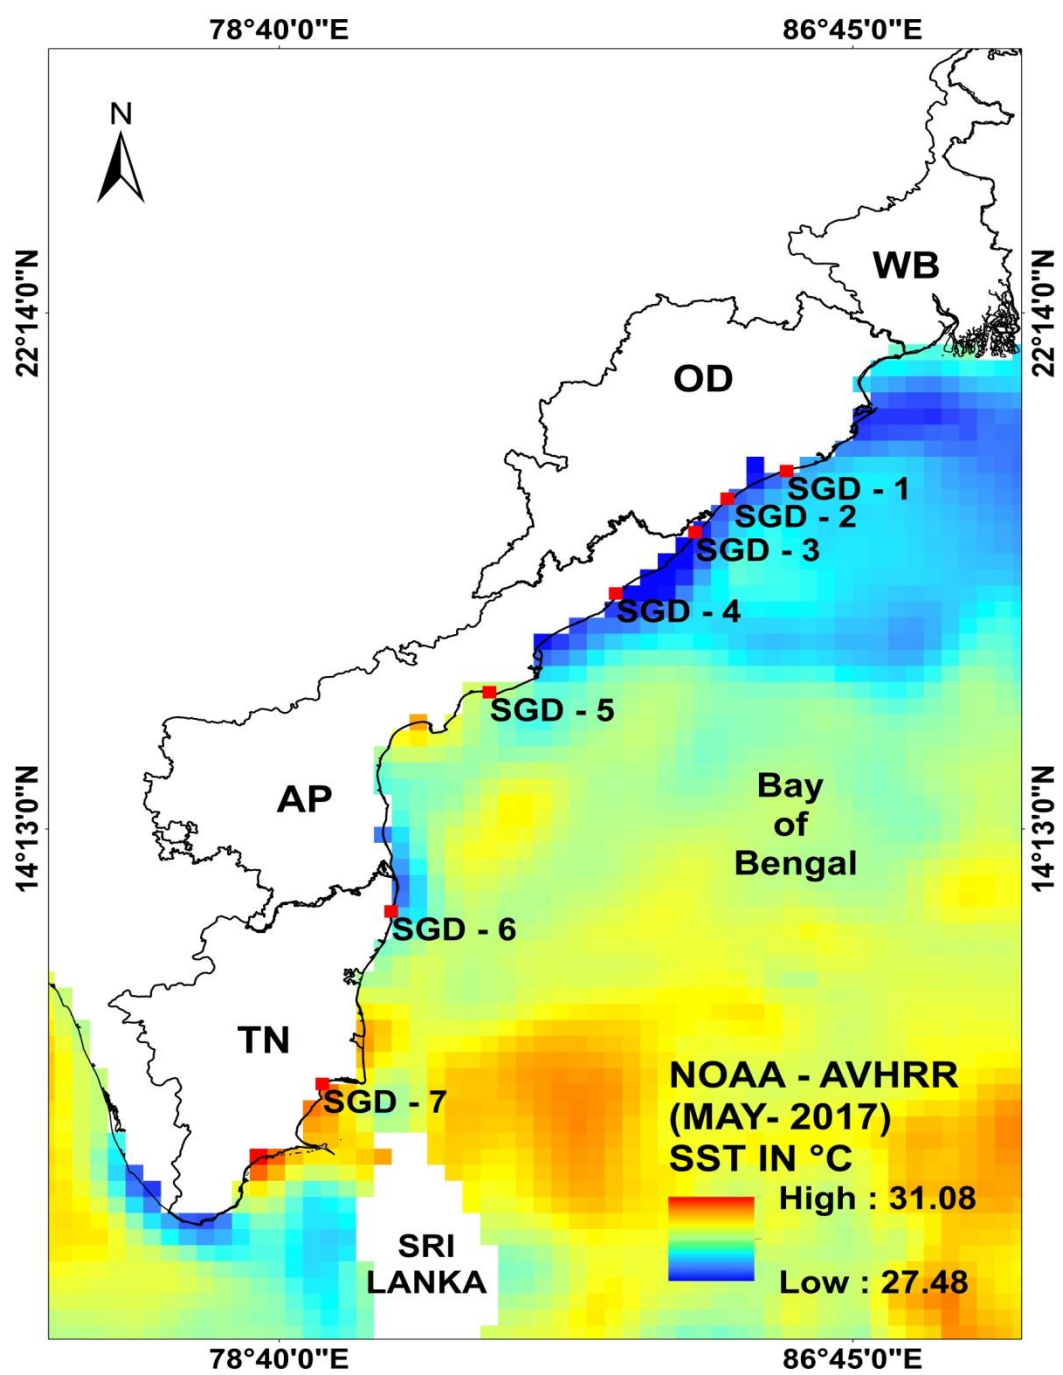 78°40'0"E 86°45'0"E
N
22°14'0"N 22°14'0"N
WB
OD
SGD - 1
SGD - 2
SGD - 3
SGD - 4
SGD - 5
AP
Bay
of
Bengal
14°13'0"N 14°13'0"N
SGD - 6
TN
SGD - 7
NOAA - AVHRR
(MAY- 2017)
SST IN °C
High : 31.08
Low : 27.48
SRI
LANKA
78°40'0"E 86°45'0"E